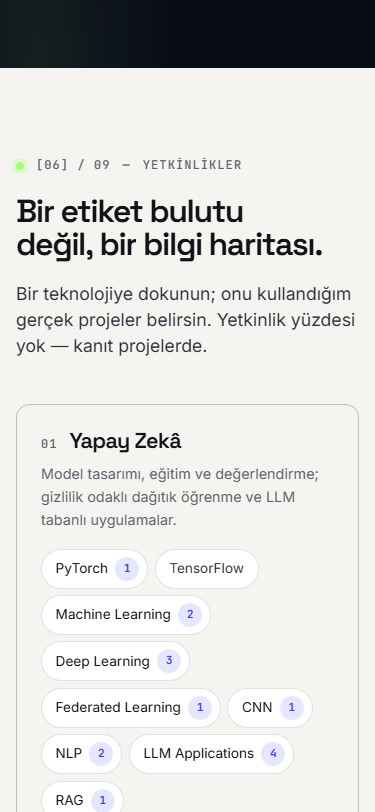 [06] / 09 — YETKİNLİKLER
Bir etiket bulutu
değil, bir bilgi haritası.
Bir teknolojiye dokunun; onu kullandığım
gerçek projeler belirsin. Yetkinlik yüzdesi
yok — kanıt projelerde.
01 Yapay Zekâ
Model tasarımı, eğitim ve değerlendirme;
gizlilik odaklı dağıtık öğrenme ve LLM
tabanlı uygulamalar.
PyTorch 1 TensorFlow
Machine Learning 2
Deep Learning 3
Federated Learning 1 CNN 1
NLP 2 LLM Applications 4
RAG 1